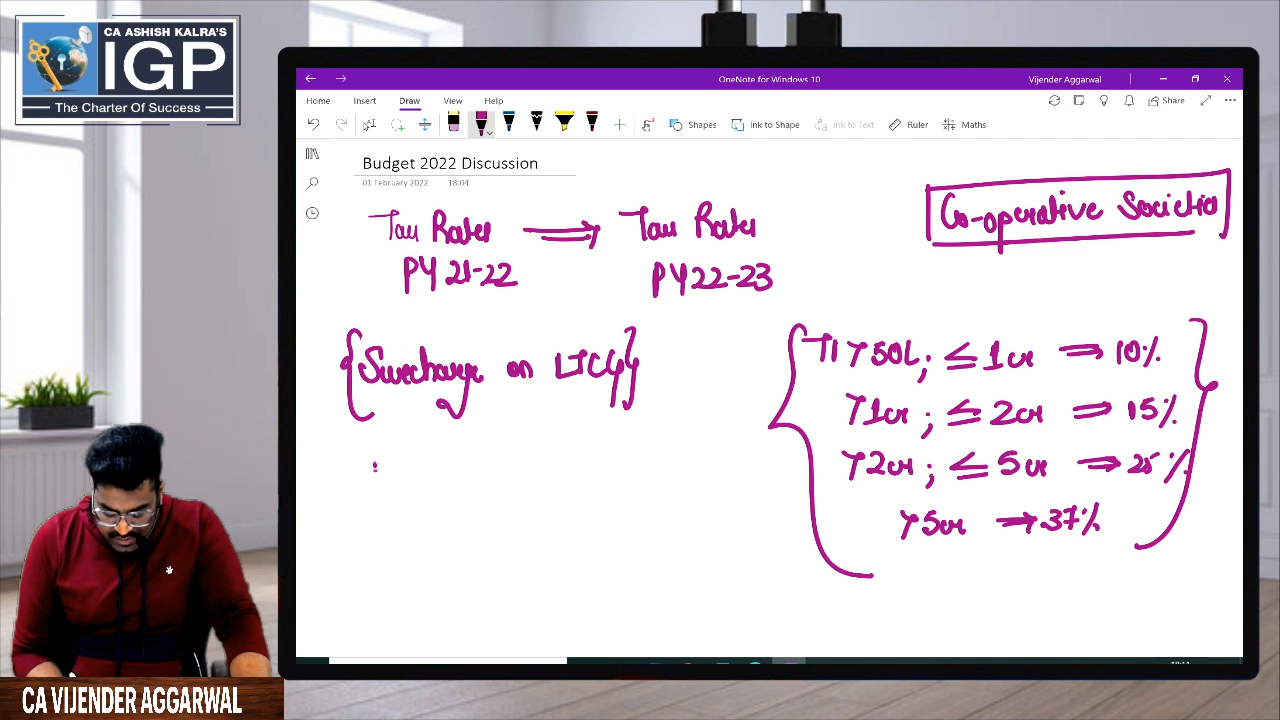 CA ASHISH KALRA'S
IGP
The Charter Of Success
OneNote for Windows 10
Vijender Aggarwal
Home Insert Draw View Help
Share
Shapes Ink to Shape Ink to Text Ruler Maths
Budget 2022 Discussion
01 February 2022 18:04
Tax Rates ⟹ Tax Rates
PY 21-22 PY 22-23
Co-operative Societies
{Surcharge on LTCG}
TI >50L; ≤ 1cr ⟹ 10%
>1cr; ≤ 2cr ⟹ 15%
>2cr; ≤ 5cr ⟹ 25%
>5cr ⟹ 37%
CA VIJENDER AGGARWAL